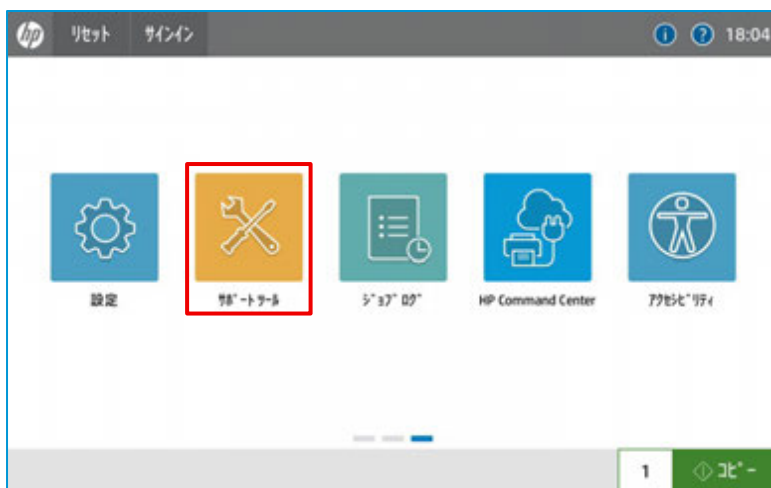 hp リセット サインイン i ? 18:04
設定 ｻﾎﾟｰﾄ ﾂｰﾙ ｼﾞｮﾌﾞ ﾛｸﾞ HP Command Center ｱｸｾｼﾋﾞﾘﾃｨ
1 ｺﾋﾟｰ